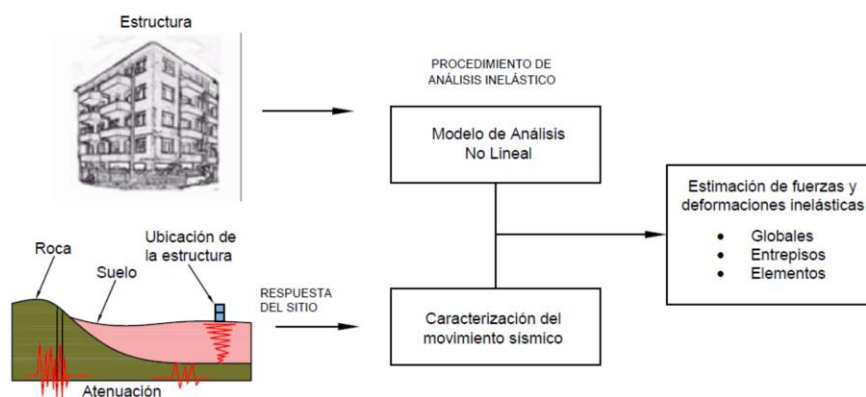 Estructura
PROCEDIMIENTO DE
ANÁLISIS INELÁSTICO
Modelo de Análisis
No Lineal
Estimación de fuerzas y
deformaciones inelásticas
• Globales
• Entrepisos
• Elementos
Roca
Suelo
Ubicación de
la estructura
RESPUESTA
DEL SITIO
Caracterización del
movimiento sísmico
Atenuación